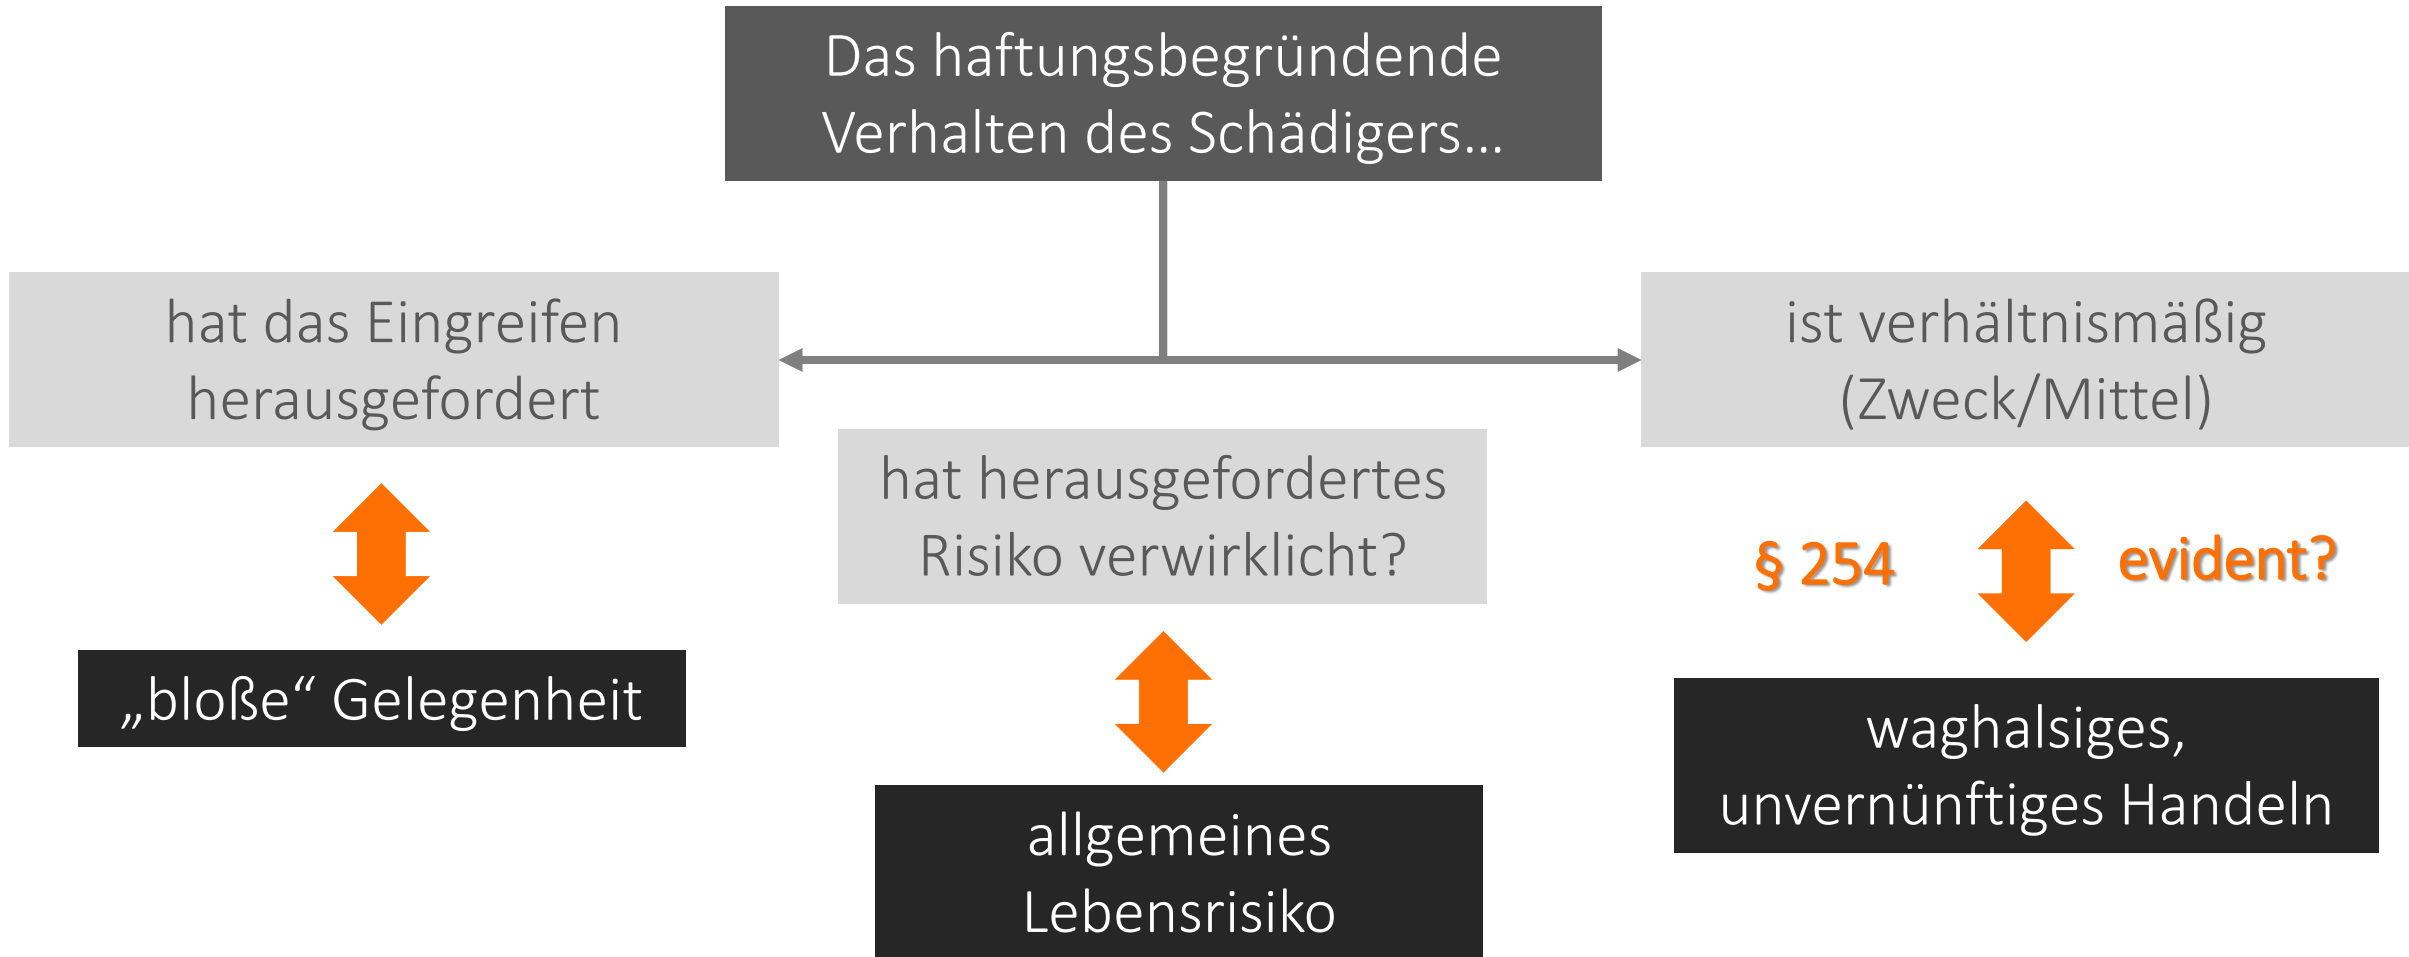 Das haftungsbegründende
Verhalten des Schädigers...
hat das Eingreifen
herausgefordert
„bloße“ Gelegenheit
hat herausgefordertes
Risiko verwirklicht?
allgemeines
Lebensrisiko
ist verhältnismäßig
(Zweck/Mittel)
§ 254
evident?
waghalsiges,
unvernünftiges Handeln